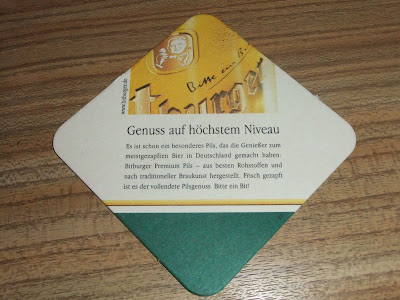 Bitte ein B
tburger
www.bitburger.de
Genuss auf höchstem Niveau
Es ist schon ein besonderes Pils, das die Genießer zum
meistgezapften Bier in Deutschland gemacht haben:
Bitburger Premium Pils – aus besten Rohstoffen und
nach traditioneller Braukunst hergestellt. Frisch gezapft
ist es der vollendete Pilsgenuss. Bitte ein Bit!